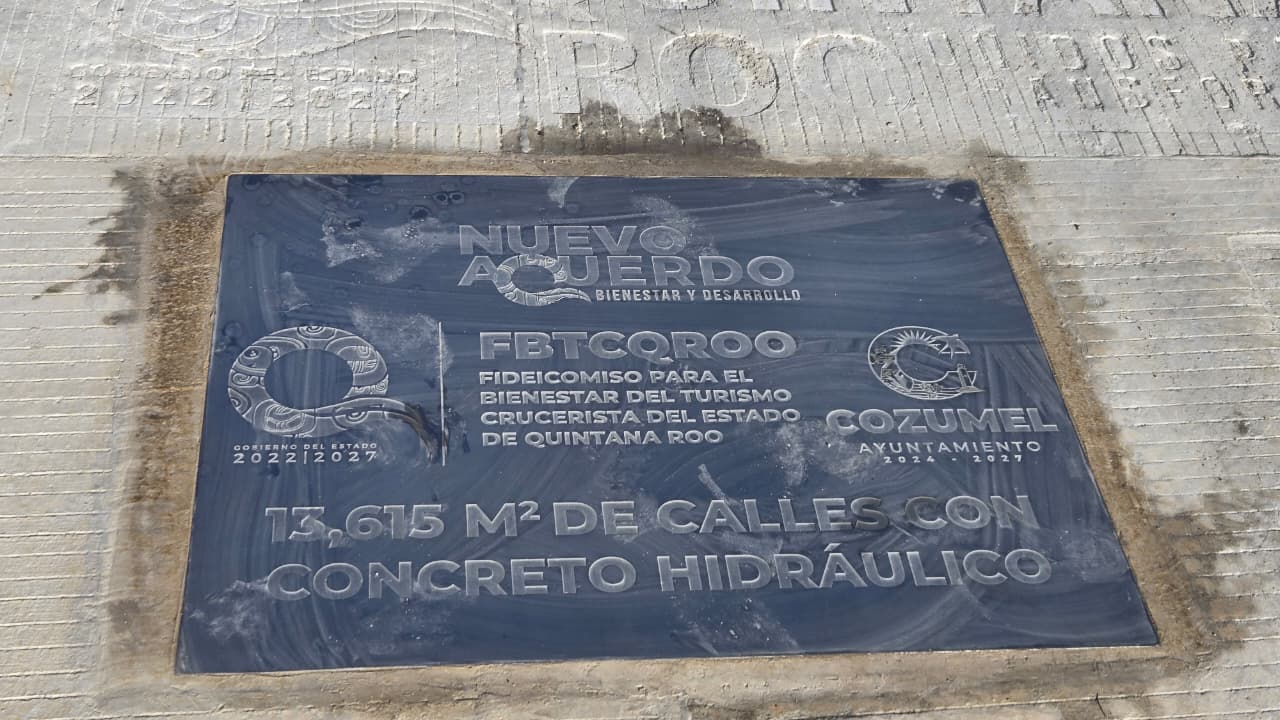 GOBIERNO DEL ESTADO
2022 | 2027
ROO
NUEVO
ACUERDO
BIENESTAR Y DESARROLLO
GOBIERNO DEL ESTADO
2022|2027
FBTCQROO
FIDEICOMISO PARA EL
BIENESTAR DEL TURISMO
CRUCERISTA DEL ESTADO
DE QUINTANA ROO
COZUMEL
AYUNTAMIENTO
2024 - 2027
13,615 M² DE CALLES CON
CONCRETO HIDRÁULICO